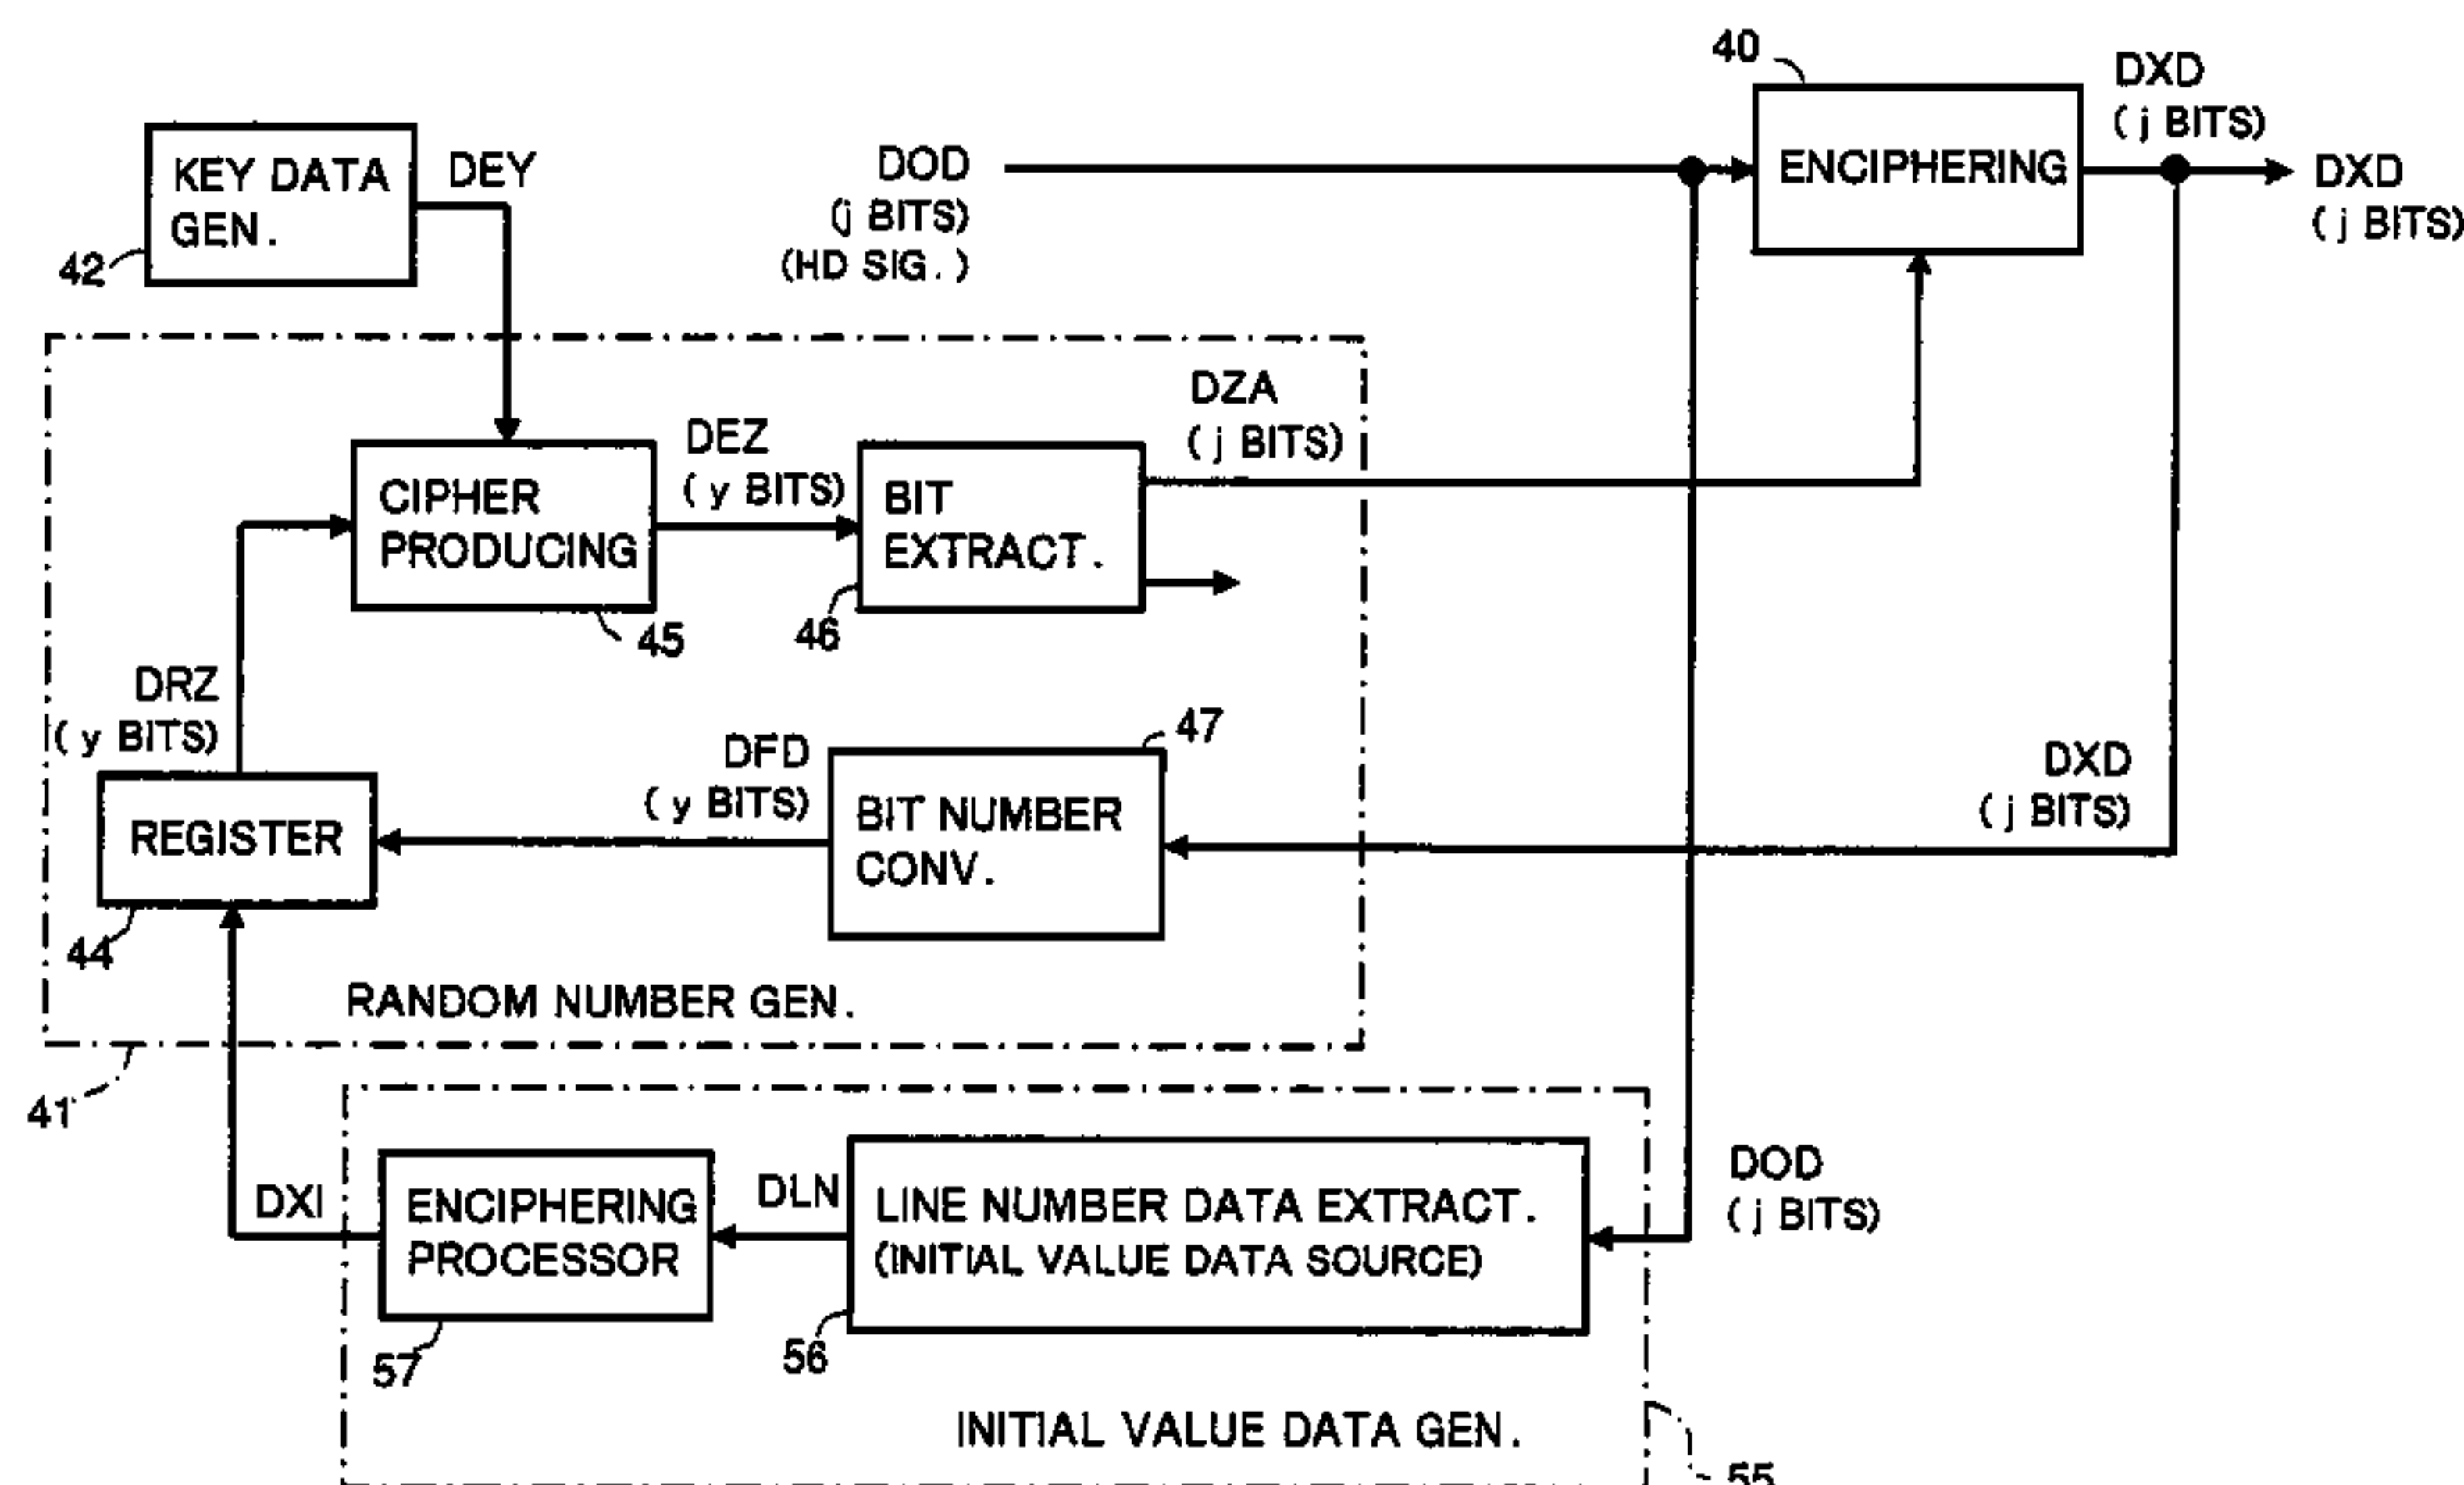 40
DXD
( j BITS)
KEY DATA
GEN.
DEY
42
DOD
(j BITS)
(HD SIG.)
ENCIPHERING
DXD
( j BITS)
DZA
( j BITS)
DEZ
( y BITS)
CIPHER
PRODUCING
BIT
EXTRACT.
45
46
DRZ
( y BITS)
47
DFD
( y BITS)
BIT NUMBER
CONV.
DXD
( j BITS)
REGISTER
44
RANDOM NUMBER GEN.
41
DXI
ENCIPHERING
PROCESSOR
DLN
LINE NUMBER DATA EXTRACT.
(INITIAL VALUE DATA SOURCE)
DOD
( j BITS)
57
56
INITIAL VALUE DATA GEN.
55